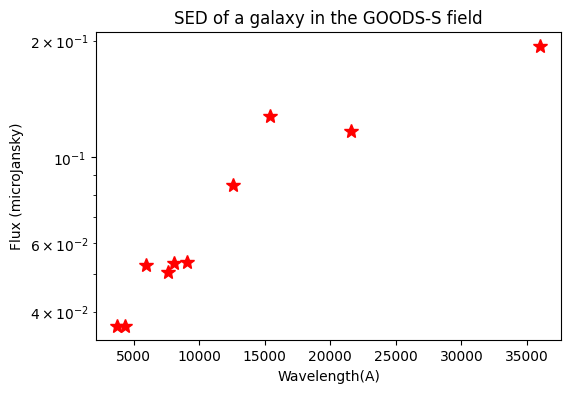 SED of a galaxy in the GOODS-S field
2 × 10⁻¹
10⁻¹
6 × 10⁻²
4 × 10⁻²
Flux (microJansky)
5000 10000 15000 20000 25000 30000 35000
Wavelength(A)